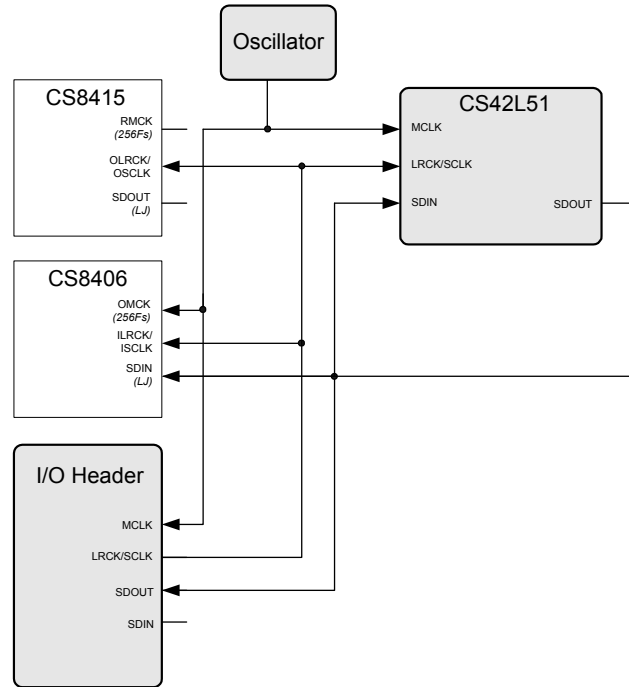 Oscillator
CS8415
RMCK
(256Fs)
OLRCK/
OSCLK
SDOUT
(LJ)
CS42L51
MCLK
LRCK/SCLK
SDIN
SDOUT
CS8406
OMCK
(256Fs)
ILRCK/
ISCLK
SDIN
(LJ)
I/O Header
MCLK
LRCK/SCLK
SDOUT
SDIN